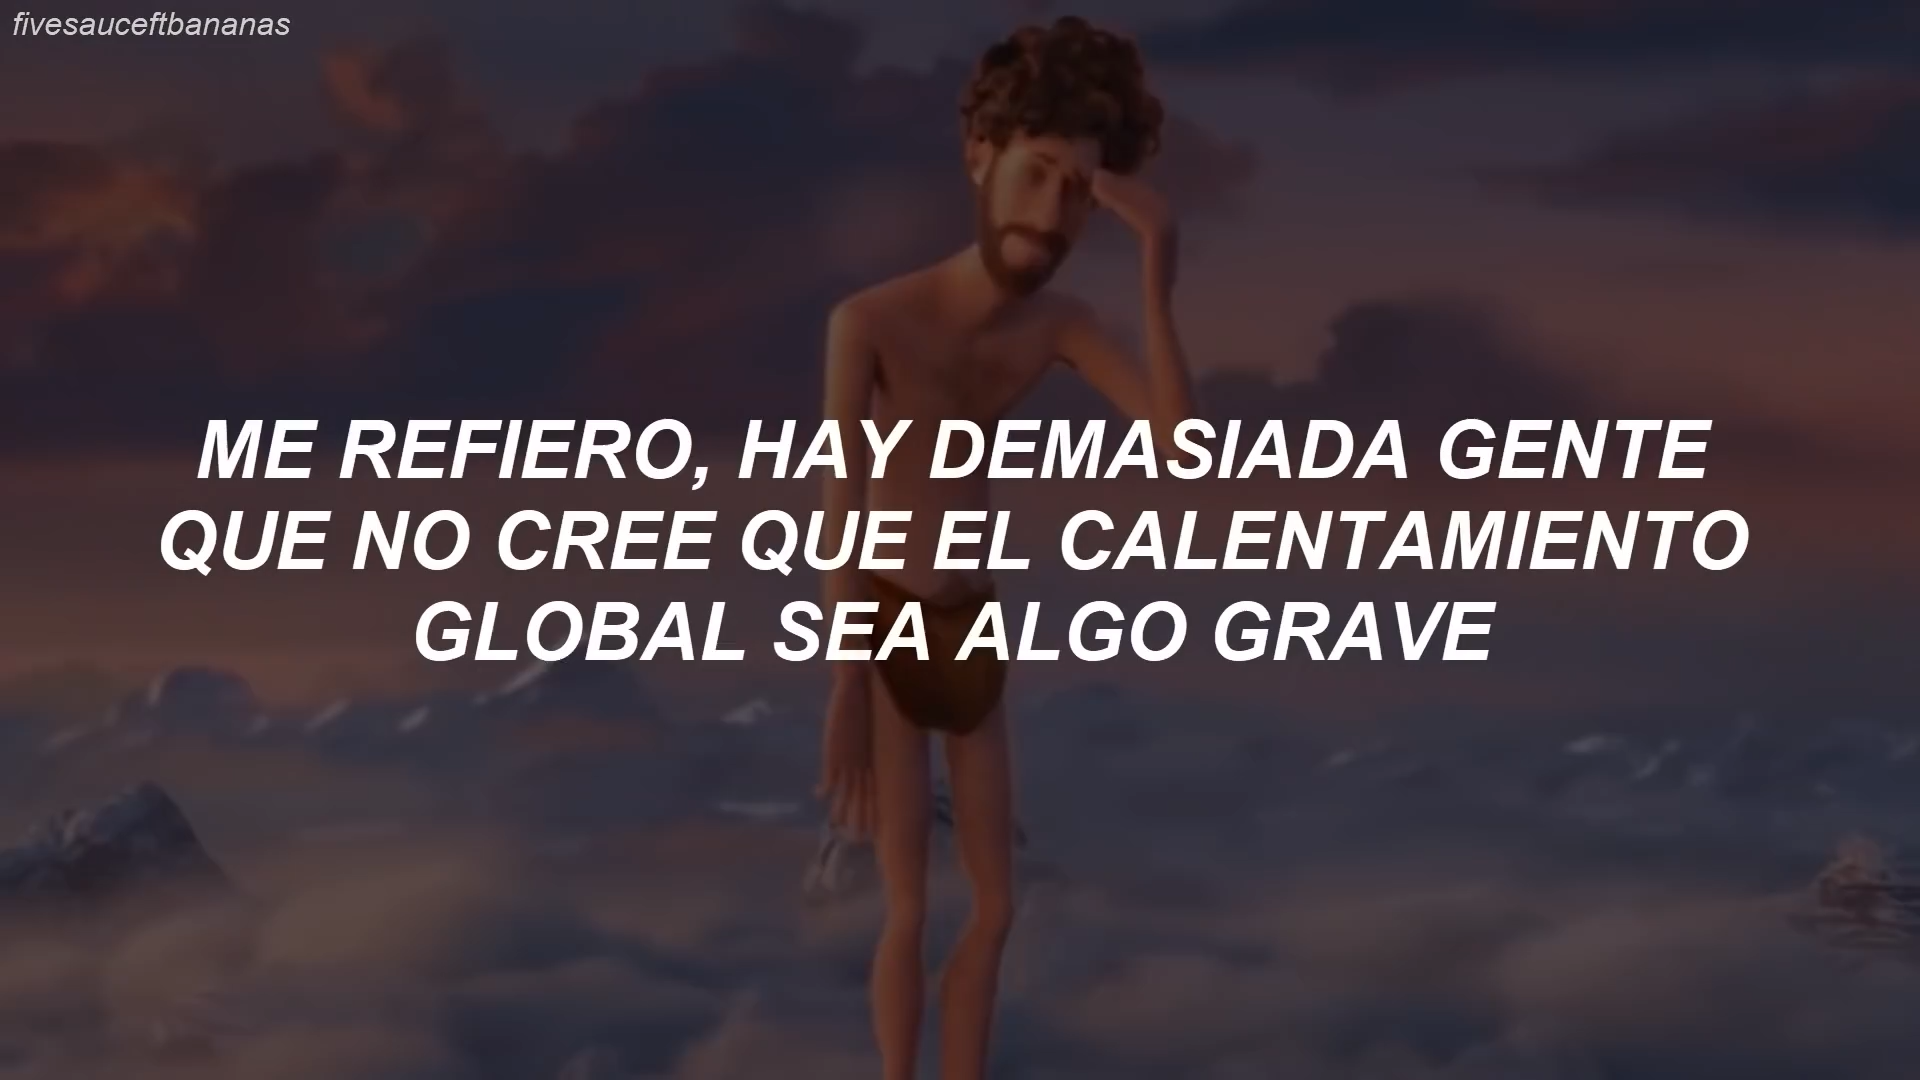 fivesauceftbananas
ME REFIERO, HAY DEMASIADA GENTE
QUE NO CREE QUE EL CALENTAMIENTO
GLOBAL SEA ALGO GRAVE